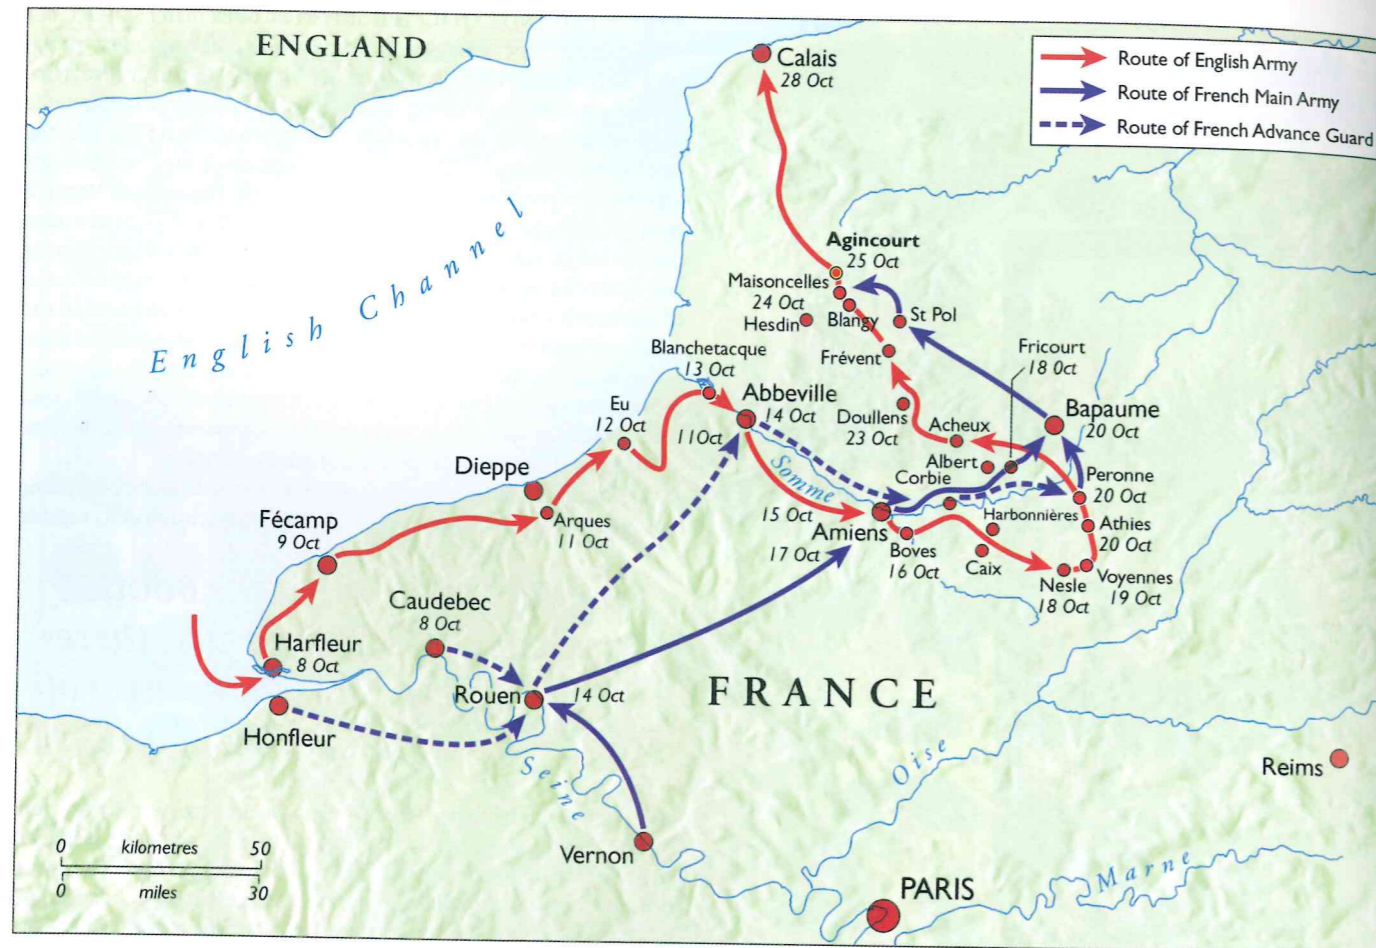 ENGLAND
Calais
28 Oct
Route of English Army
Route of French Main Army
Route of French Advance Guard
English Channel
Agincourt
25 Oct
Maisoncelles
24 Oct
Hesdin
Blangy
St Pol
Frévent
Fricourt
18 0ct
Blanchetacque
13 Oct
Abbeville
14 Oct
11Oct
Eu
12 Oct
Doullens
23 Oct
Acheux
Bapaume
20 Oct
Albert
Corbie
Peronne
20 Oct
Somme
Dieppe
Arques
11 Oct
Fécamp
9 Oct
15 Oct
Amiens
17 Oct
Harbonnières
Athies
20 Oct
Boves
16 Oct
Caix
Nesle
18 Oct
Voyennes
19 Oct
Caudebec
8 Oct
Harfleur
8 Oct
Rouen
14 Oct
FRANCE
Honfleur
Seine
Oise
Reims
0 kilometres 50
0 miles 30
Vernon
Marne
PARIS